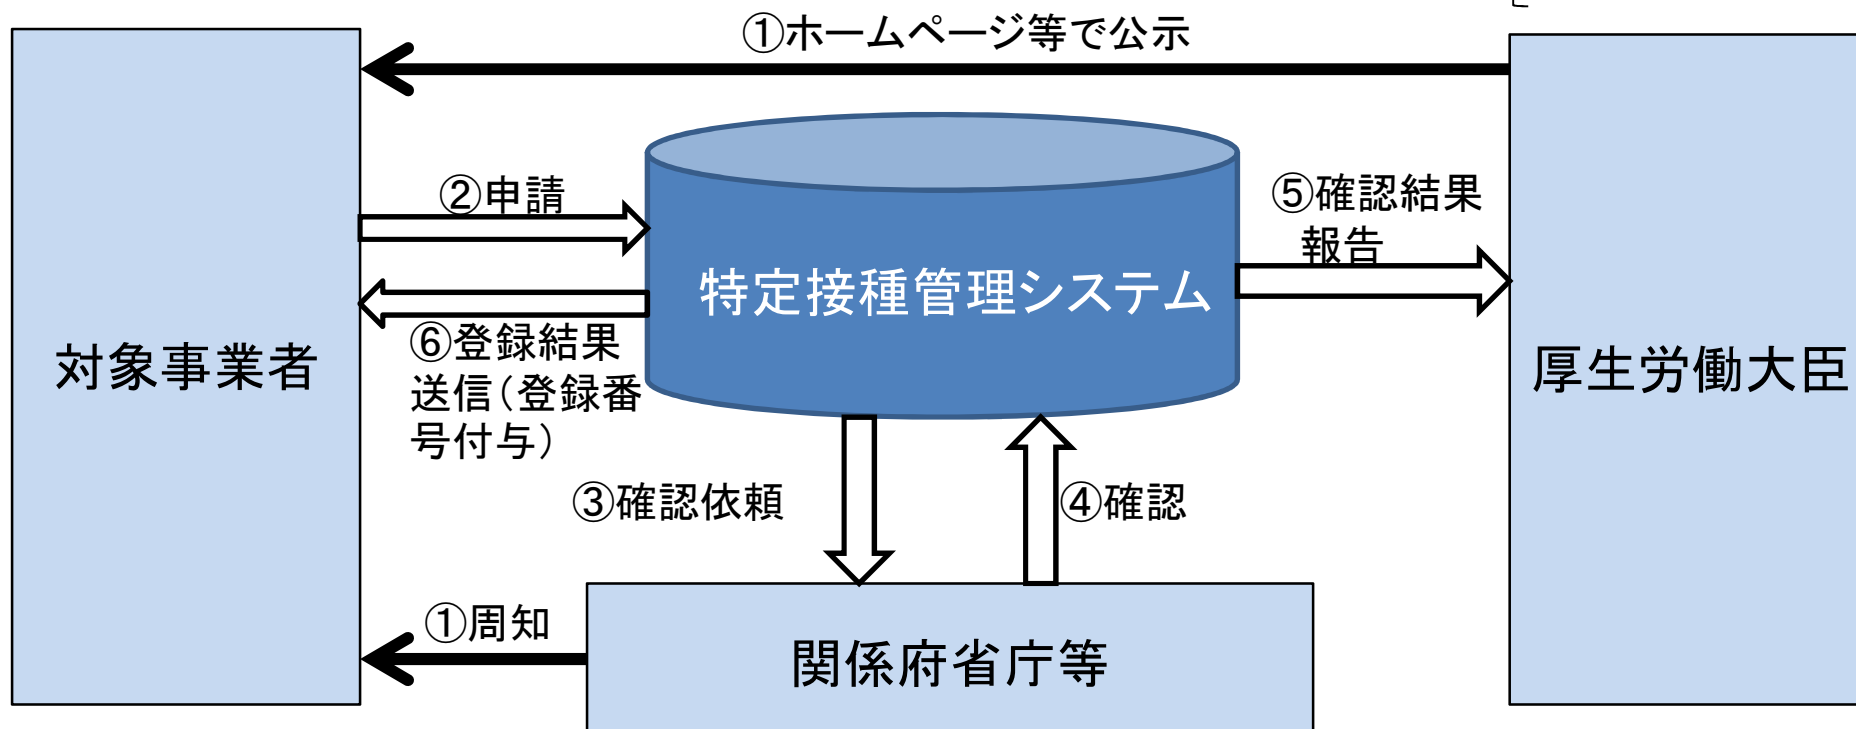 ①ホームページ等で公示
②申請
⑤確認結果
報告
特定接種管理システム
⑥登録結果
送信（登録番
号付与）
対象事業者
厚生労働大臣
③確認依頼
④確認
①周知
関係府省庁等